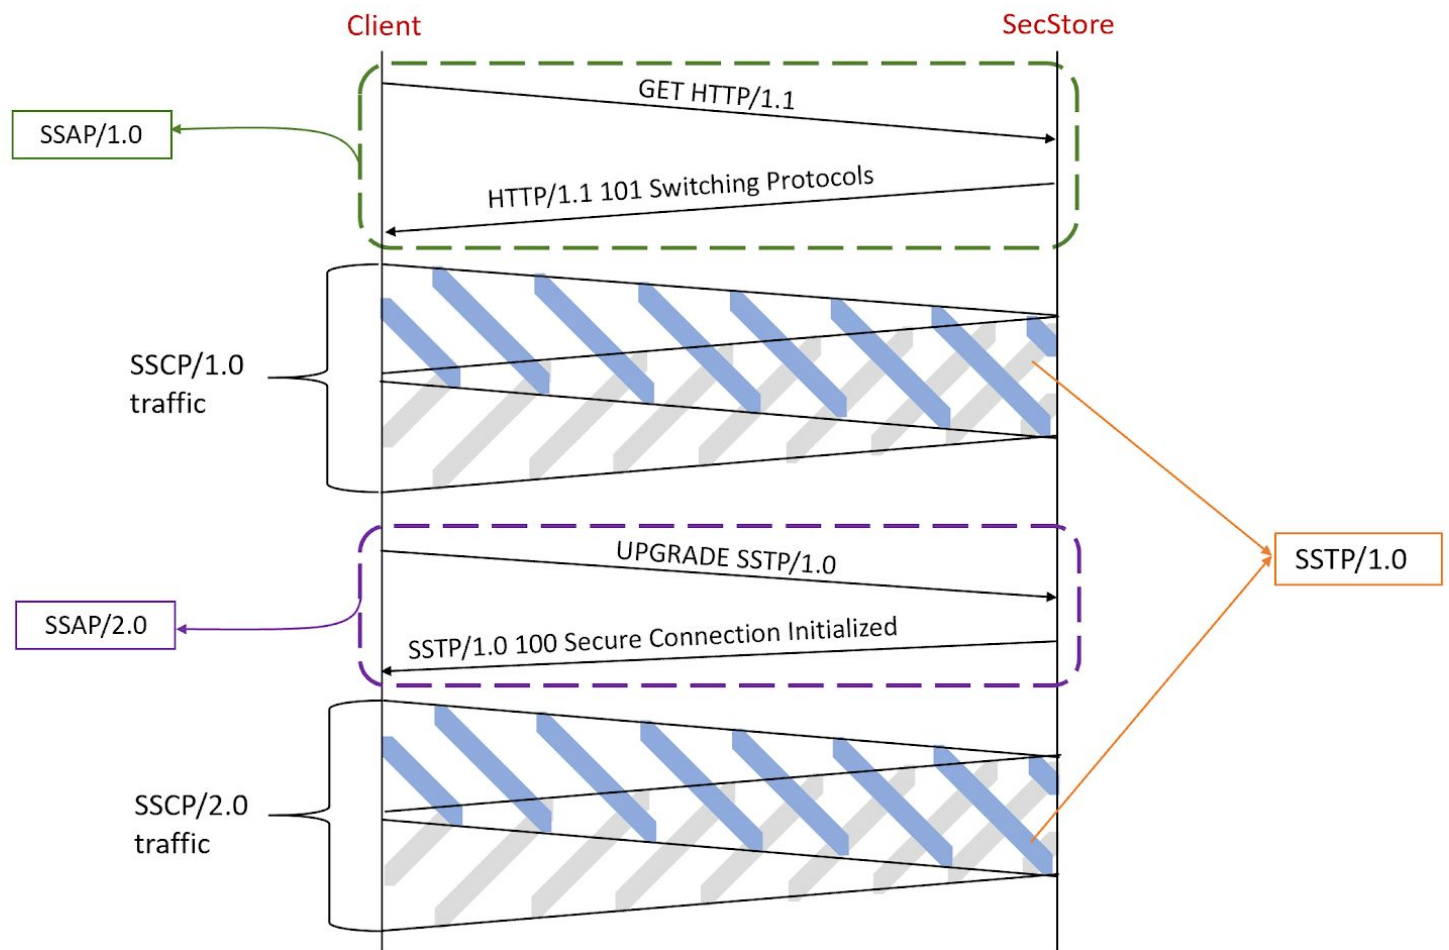 Client
SecStore
GET HTTP/1.1
SSAP/1.0
HTTP/1.1 101 Switching Protocols
SSCP/1.0
traffic
UPGRADE SSTP/1.0
SSTP/1.0
SSAP/2.0
SSTP/1.0 100 Secure Connection Initialized
SSCP/2.0
traffic